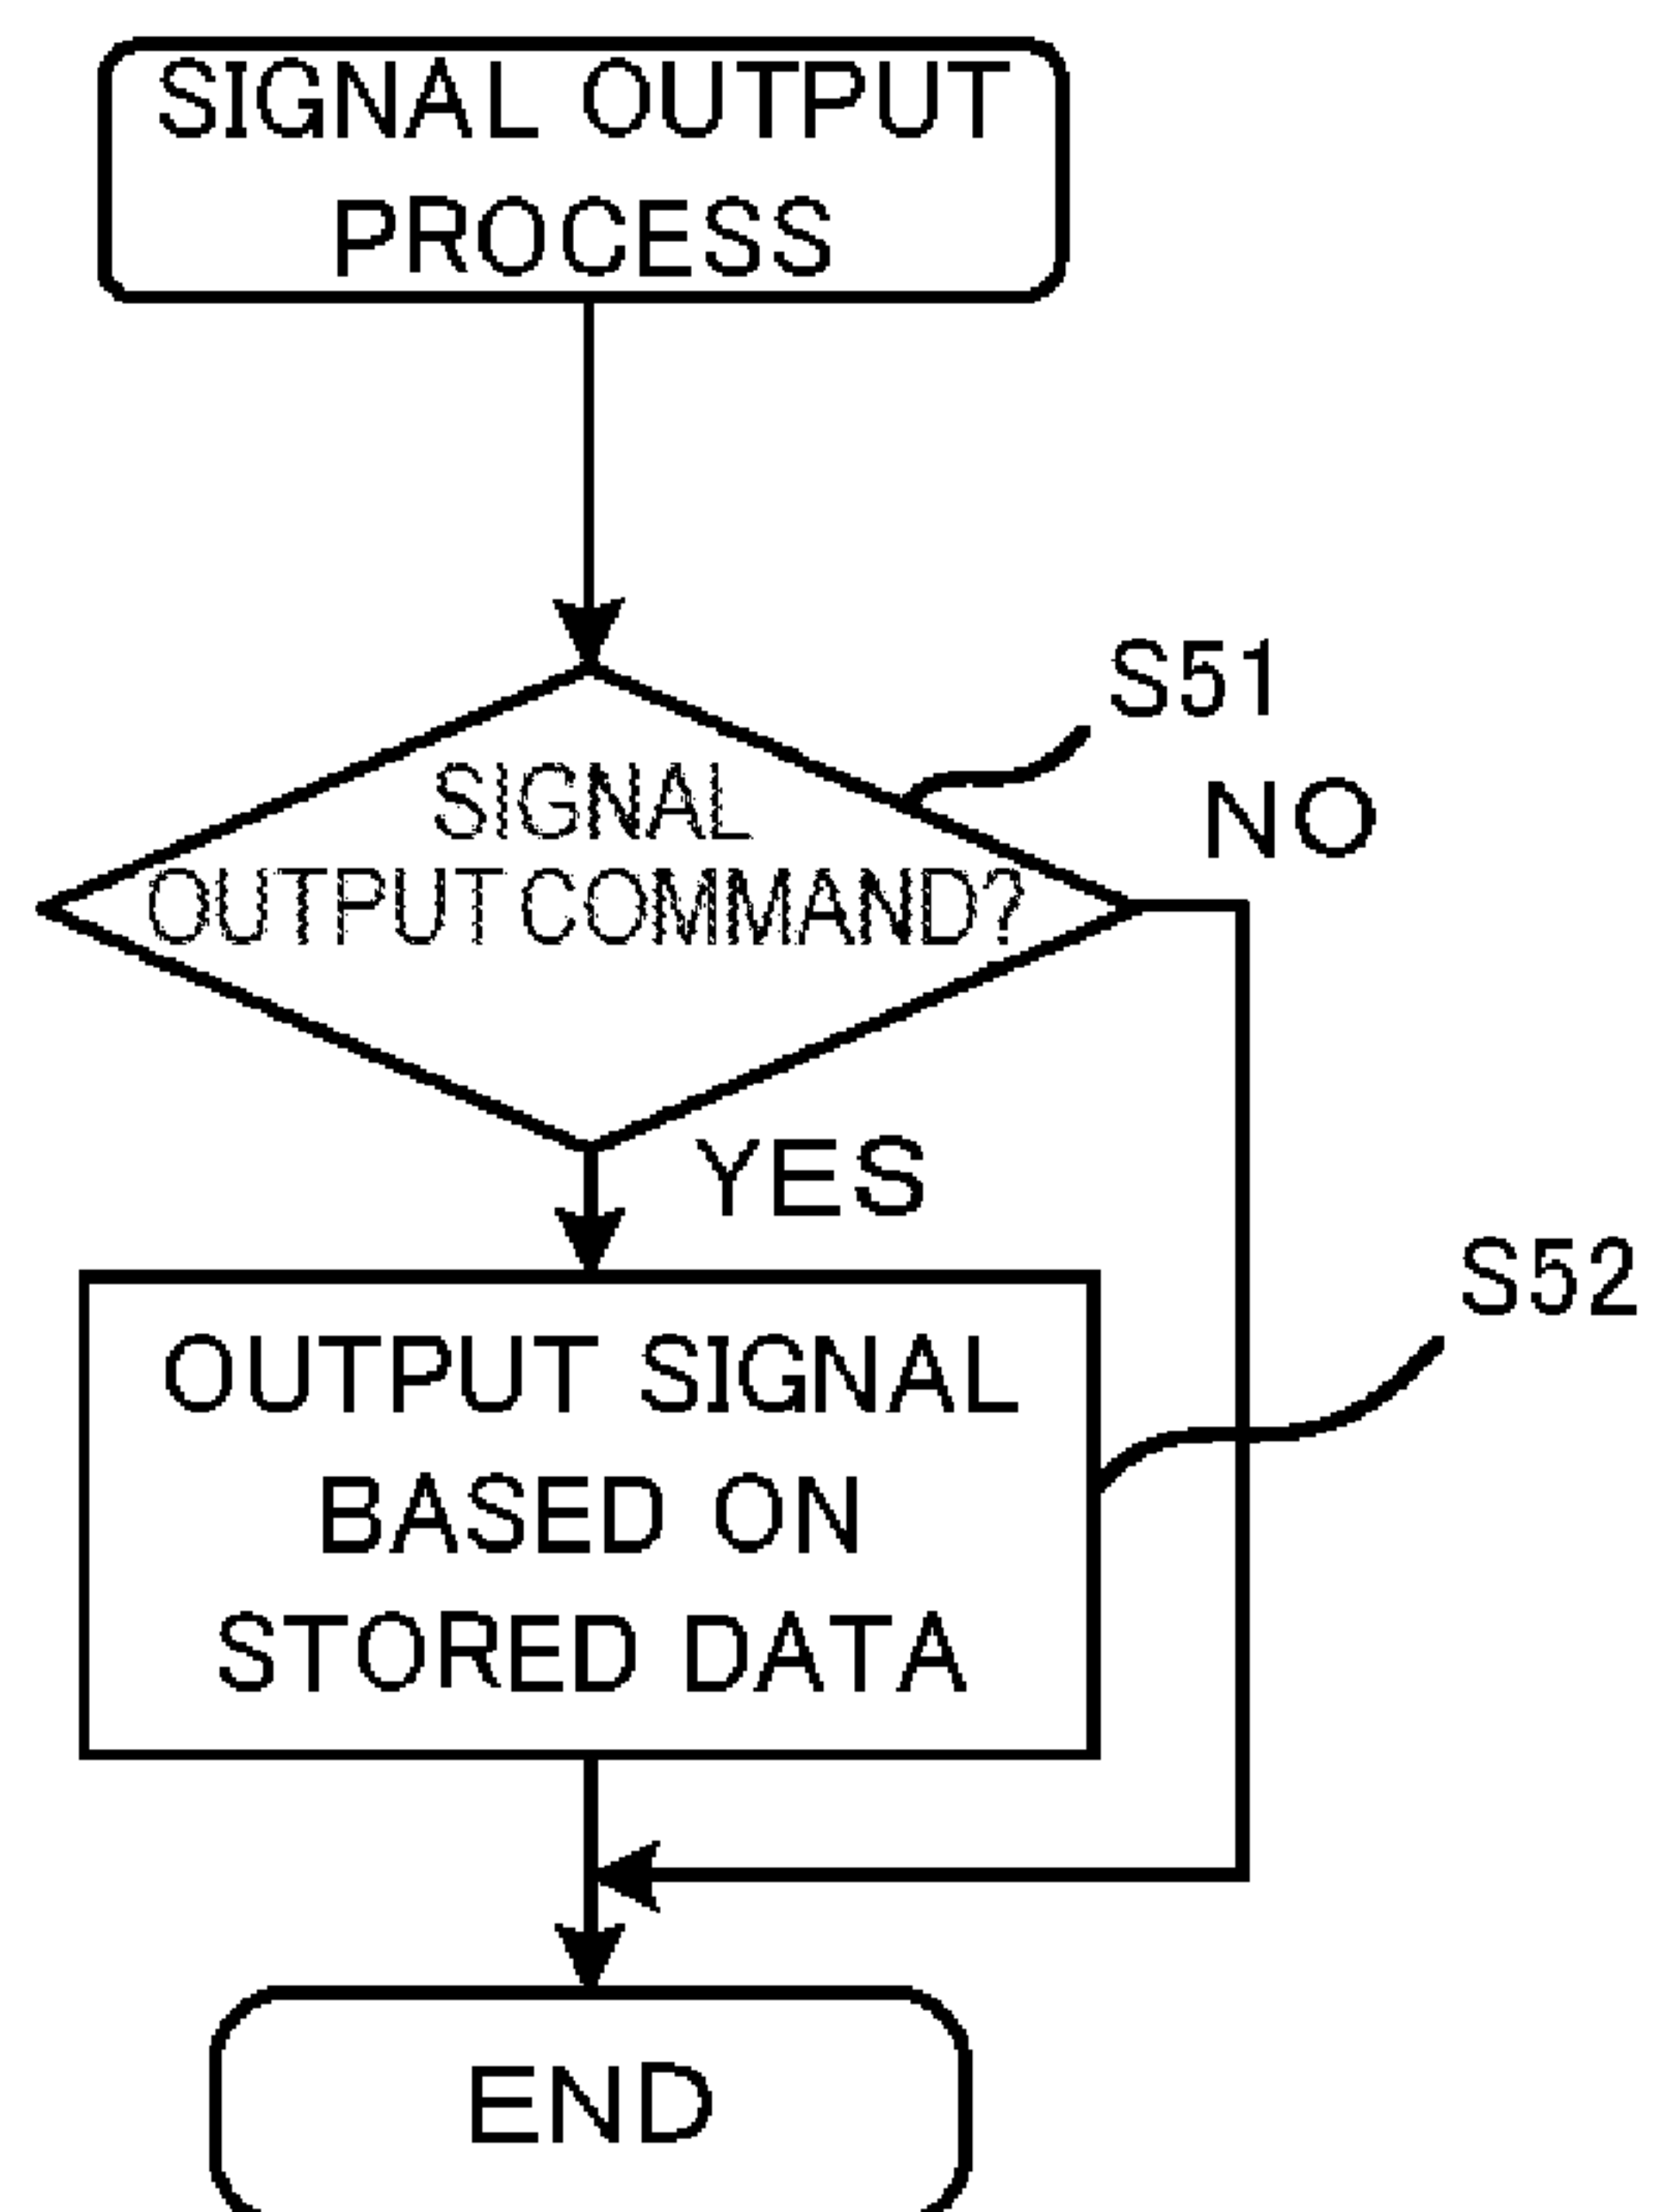 SIGNAL OUTPUT
PROCESS
S51
SIGNAL
NO
OUTPUT COMMAND?
YES
S52
OUTPUT SIGNAL
BASED ON
STORED DATA
END